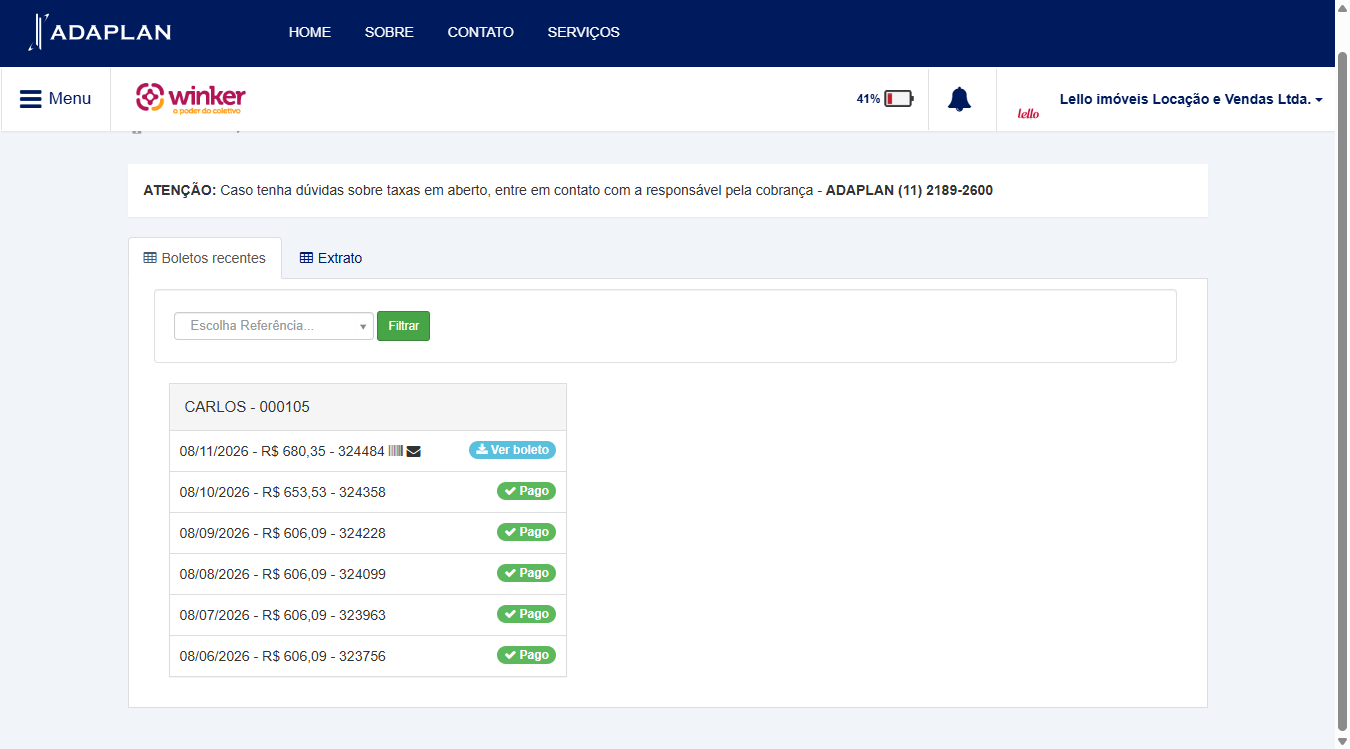 ADAPLAN HOME SOBRE CONTATO SERVIÇOS
Menu winker o poder do coletivo 41% lello Lello imóveis Locação e Vendas Ltda.
ATENÇÃO: Caso tenha dúvidas sobre taxas em aberto, entre em contato com a responsável pela cobrança - ADAPLAN (11) 2189-2600
Boletos recentes Extrato
Escolha Referência... Filtrar
CARLOS - 000105
08/11/2026 - R$ 680,35 - 324484 Ver boleto
08/10/2026 - R$ 653,53 - 324358 Pago
08/09/2026 - R$ 606,09 - 324228 Pago
08/08/2026 - R$ 606,09 - 324099 Pago
08/07/2026 - R$ 606,09 - 323963 Pago
08/06/2026 - R$ 606,09 - 323756 Pago